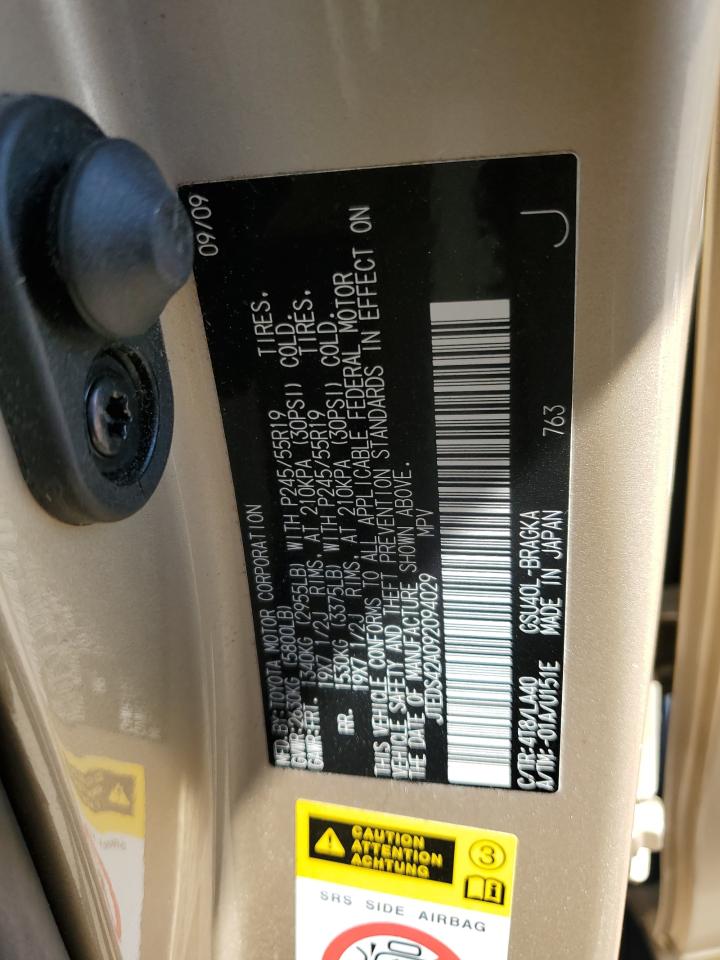 MFD.BY:TOYOTA MOTOR CORPORATION 09/09
GVWR:2630KG (5800LB)
GAWR:FRT. 1340KG (2955LB) WITH P245/55R19 TIRES.
19X7 1/2J RIMS. AT 210KPA (30PSI) COLD.
RR. 1530KG (3375LB) WITH P245/55R19 TIRES.
19X7 1/2J RIMS. AT 210KPA (30PSI) COLD.
THIS VEHICLE CONFORMS TO ALL APPLICABLE FEDERAL MOTOR
VEHICLE SAFETY AND THEFT PREVENTION STANDARDS IN EFFECT ON
THE DATE OF MANUFACTURE SHOWN ABOVE.
JTEDS42A092094029 MPV
C/TR:4T8/LA40 GSU40L-BRAGKA 763 J
A/TM:-01A/U151E MADE IN JAPAN
CAUTION
ATTENTION
ACHTUNG
3
SRS SIDE AIRBAG